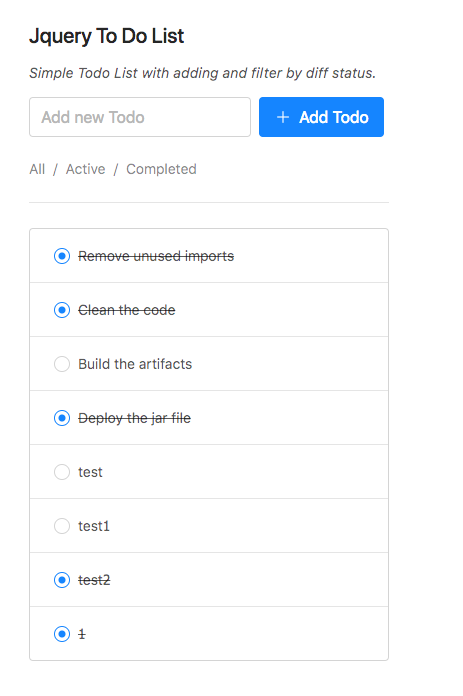 Jquery To Do List
Simple Todo List with adding and filter by diff status.
Add new Todo
+ Add Todo
All / Active / Completed
Remove unused imports
Clean the code
Build the artifacts
Deploy the jar file
test
test1
test2
1